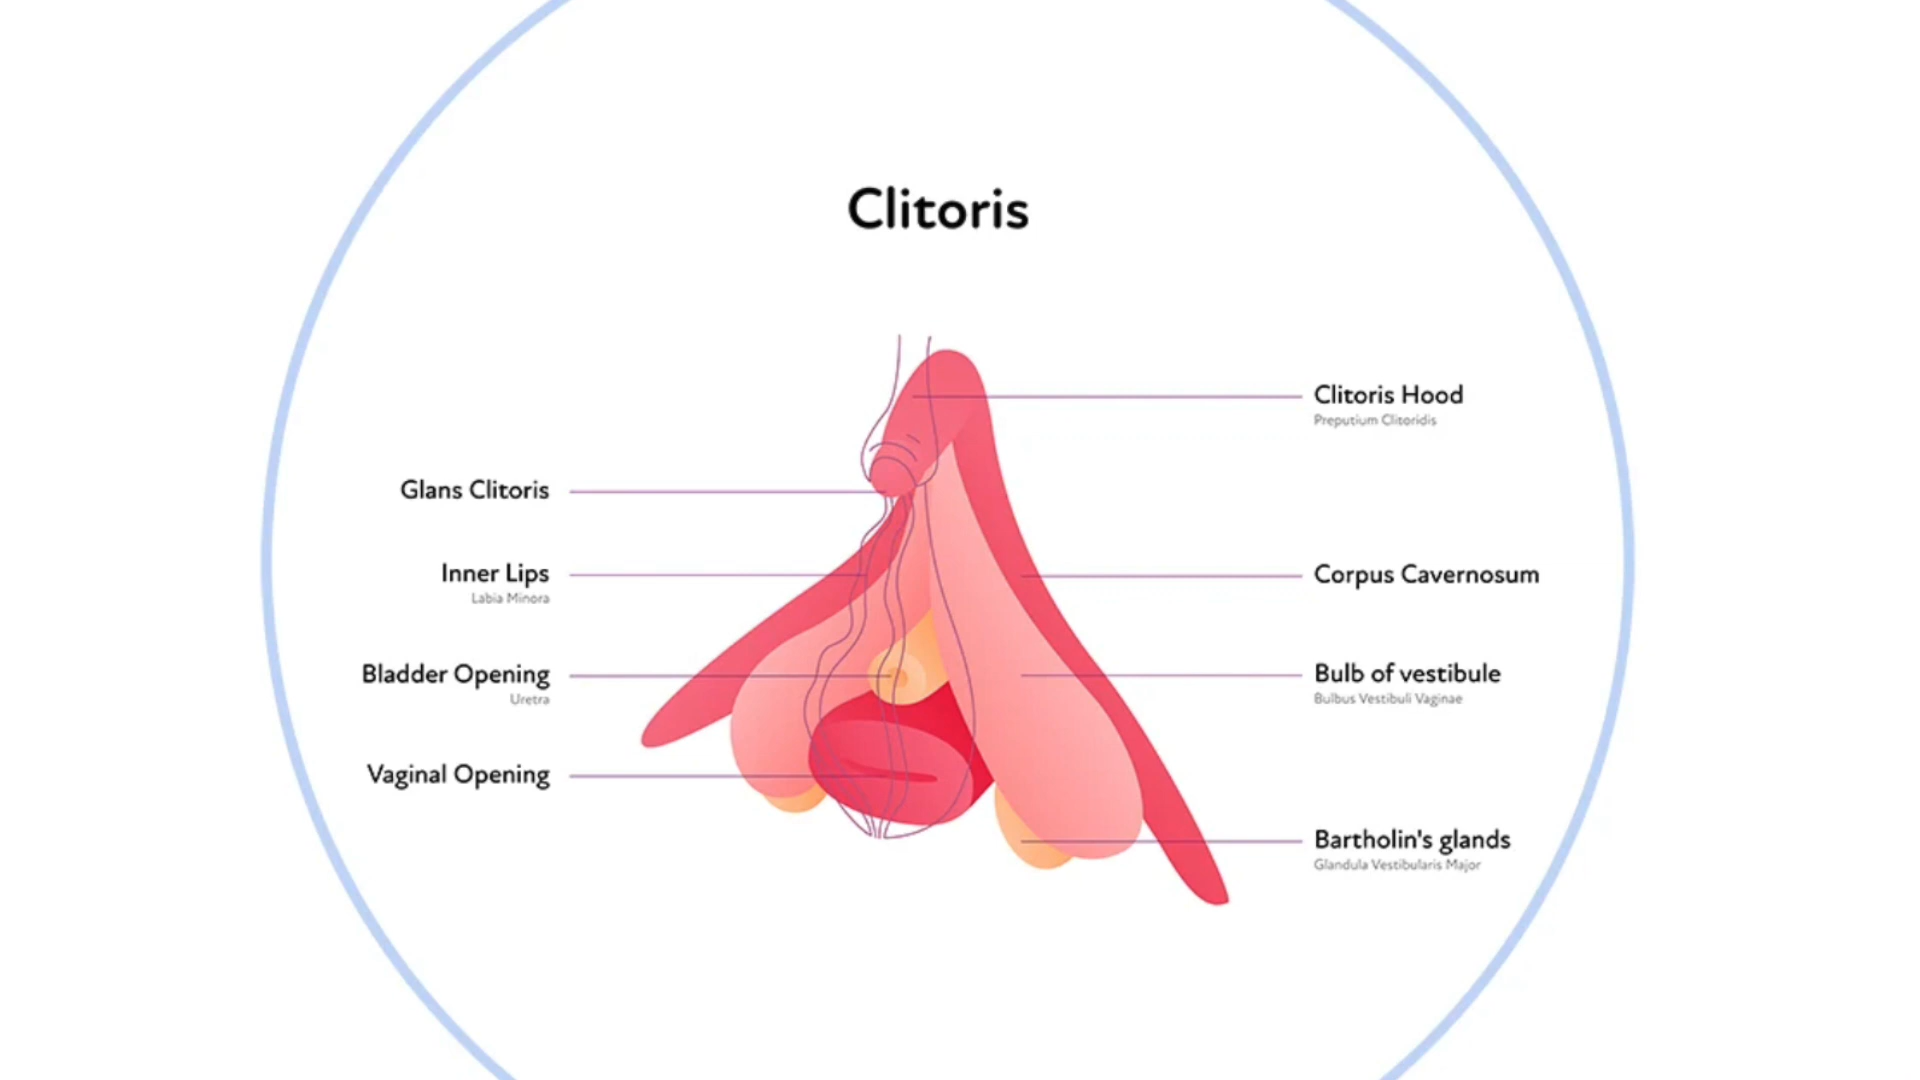 Clitoris
Glans Clitoris
Inner Lips
Labia Minora
Bladder Opening
Uretra
Vaginal Opening
Clitoris Hood
Preputium Clitoridis
Corpus Cavernosum
Bulb of vestibule
Bulbus Vestibuli Vaginae
Bartholin's glands
Glandula Vestibularis Major